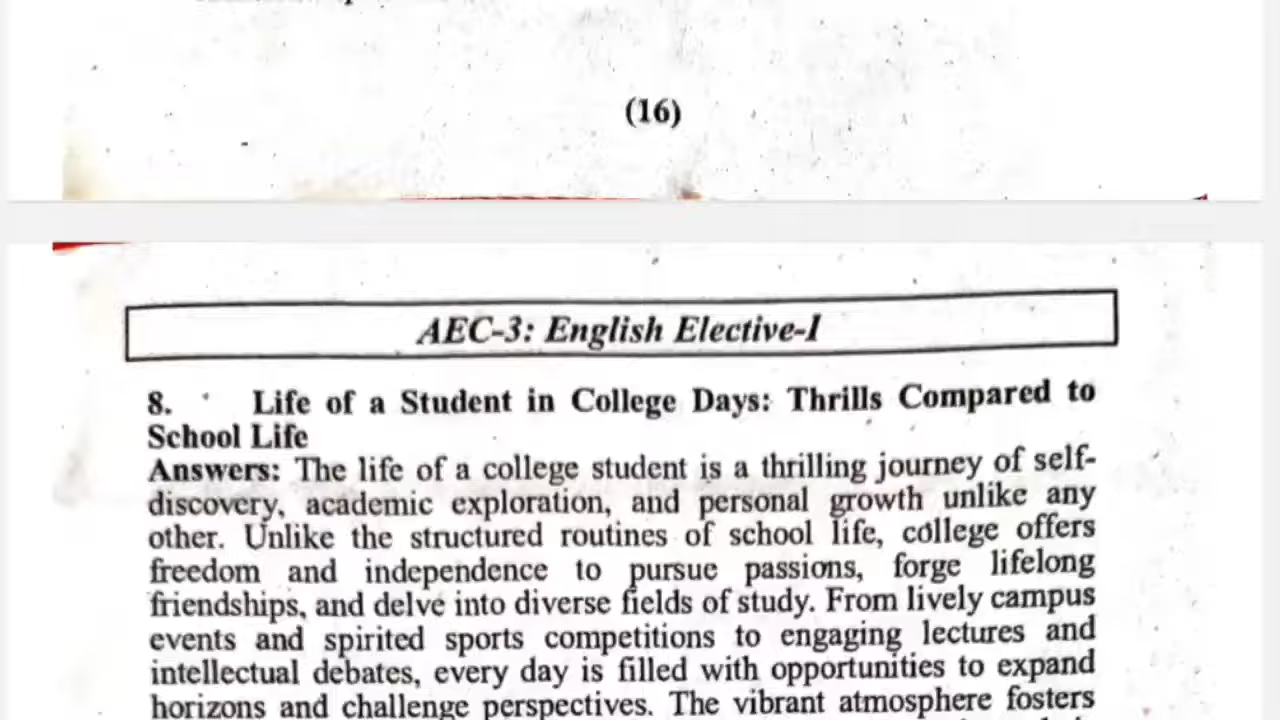 (16)
AEC-3: English Elective-I
8. Life of a Student in College Days: Thrills Compared to
School Life
Answers: The life of a college student is a thrilling journey of self-
discovery, academic exploration, and personal growth unlike any
other. Unlike the structured routines of school life, college offers
freedom and independence to pursue passions, forge lifelong
friendships, and delve into diverse fields of study. From lively campus
events and spirited sports competitions to engaging lectures and
intellectual debates, every day is filled with opportunities to expand
horizons and challenge perspectives. The vibrant atmosphere fosters